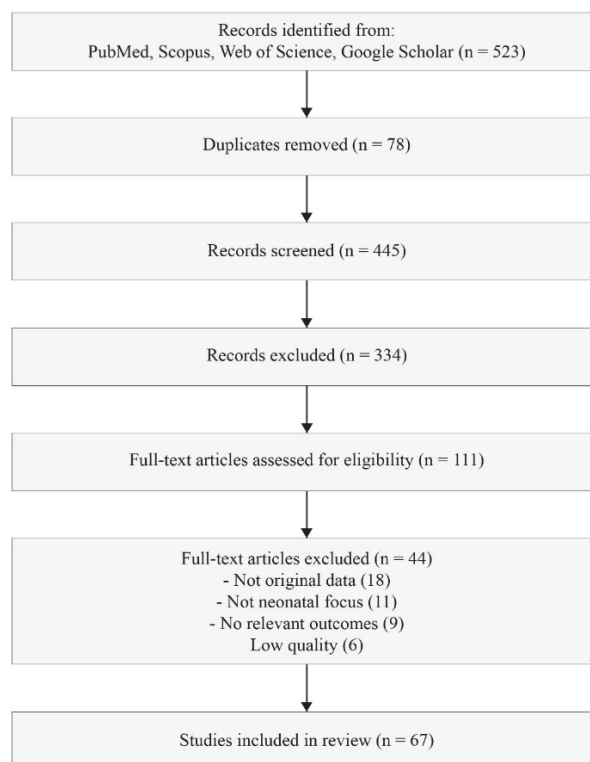 Records identified from:
PubMed, Scopus, Web of Science, Google Scholar (n = 523)
Duplicates removed (n = 78)
Records screened (n = 445)
Records excluded (n = 334)
Full-text articles assessed for eligibility (n = 111)
Full-text articles excluded (n = 44)
- Not original data (18)
- Not neonatal focus (11)
- No relevant outcomes (9)
Low quality (6)
Studies included in review (n = 67)